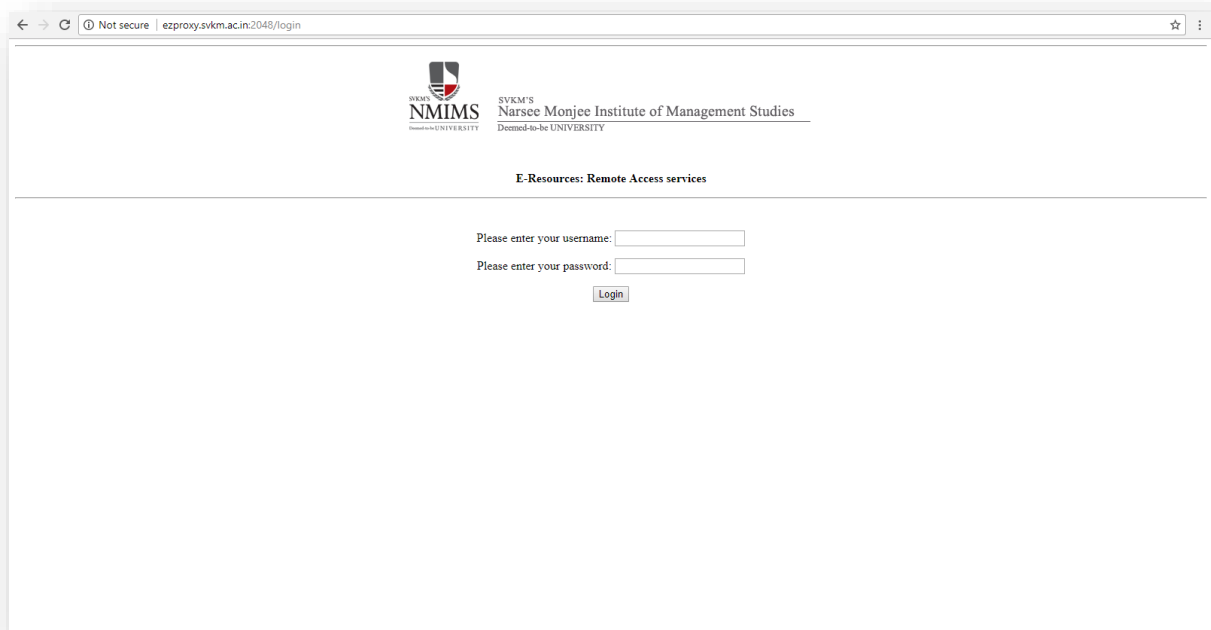 Not secure | ezproxy.svkm.ac.in:2048/login
SVKM'S
NMIMS
Deemed-to-be UNIVERSITY
SVKM'S
Narsee Monjee Institute of Management Studies
Deemed-to-be UNIVERSITY
E-Resources: Remote Access services
Please enter your username:
Please enter your password:
Login